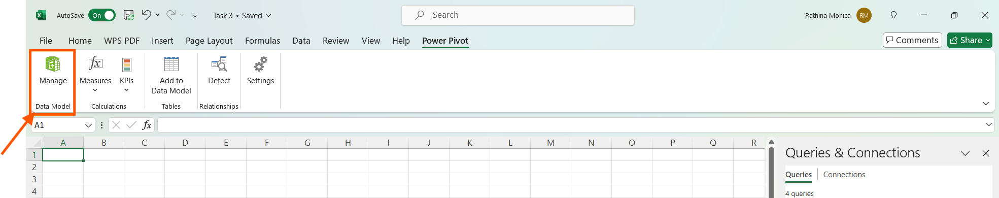 AutoSave On Task 3 • Saved Search Rathina Monica RM
File Home WPS PDF Insert Page Layout Formulas Data Review View Help Power Pivot Comments Share
Manage
Data Model
Measures KPIs
Calculations
Add to
Data Model
Tables
Detect
Relationships
Settings
A1 fx
A B C D E F G H I J K L M N O P Q R
1
2
3
4
Queries & Connections
Queries Connections
4 queries